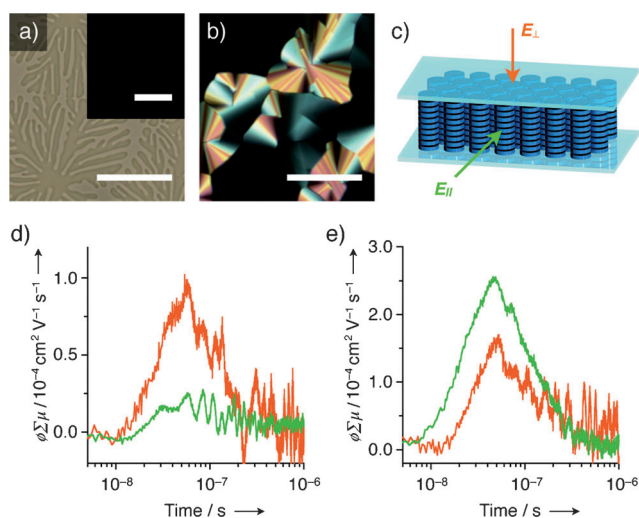 a)
b)
c)
E⊥
E||
d)
e)
ϕΣμ / 10⁻⁴ cm² V⁻¹ s⁻¹ →
1.0
0.5
0.0
10⁻⁸
10⁻⁷
10⁻⁶
Time / s →
ϕΣμ / 10⁻⁴ cm² V⁻¹ s⁻¹ →
3.0
2.0
1.0
0.0
10⁻⁸
10⁻⁷
10⁻⁶
Time / s →